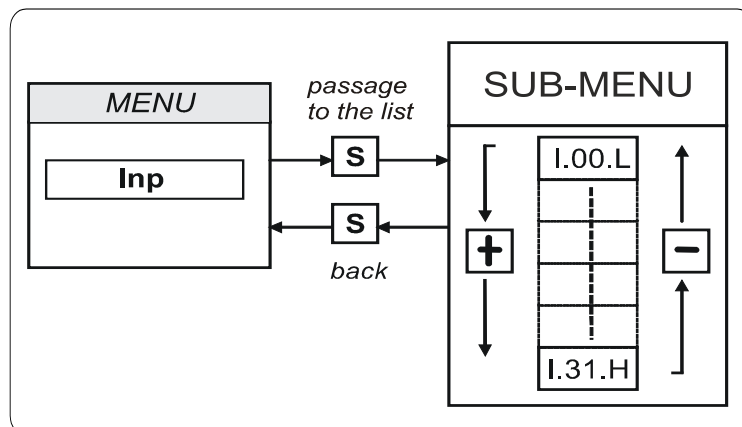 MENU
Inp
passage
to the list
S
S
back
SUB-MENU
I.00.L
+
−
I.31.H